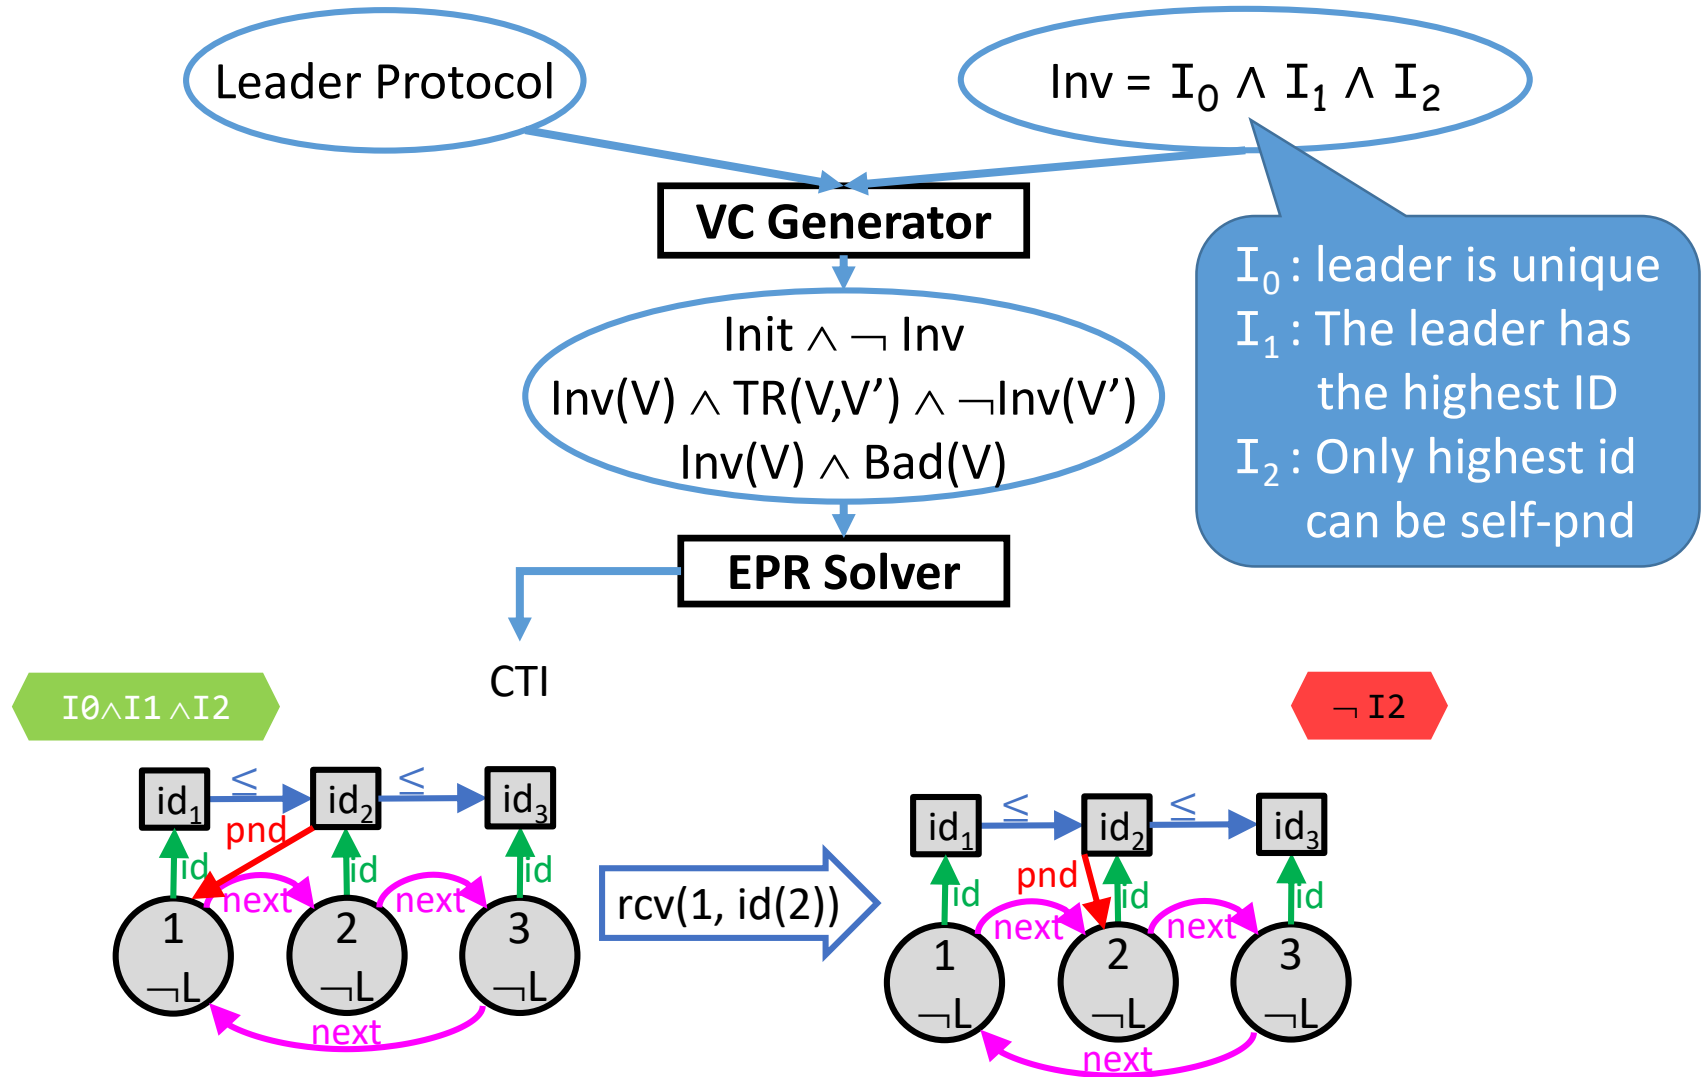 Leader Protocol
Inv = I₀ ∧ I₁ ∧ I₂
VC Generator
I₀ : leader is unique
I₁ : The leader has
the highest ID
I₂ : Only highest id
can be self-pnd
Init ∧ ¬ Inv
Inv(V) ∧ TR(V,V’) ∧ ¬Inv(V’)
Inv(V) ∧ Bad(V)
EPR Solver
CTI
I0∧I1 ∧I2
¬ I2
id₁ ≤ id₂ ≤ id₃
pnd
id id id
next next
1 2 3
¬L ¬L ¬L
next
rcv(1, id(2))
id₁ ≤ id₂ ≤ id₃
pnd
id id id
next next
1 2 3
¬L ¬L ¬L
next